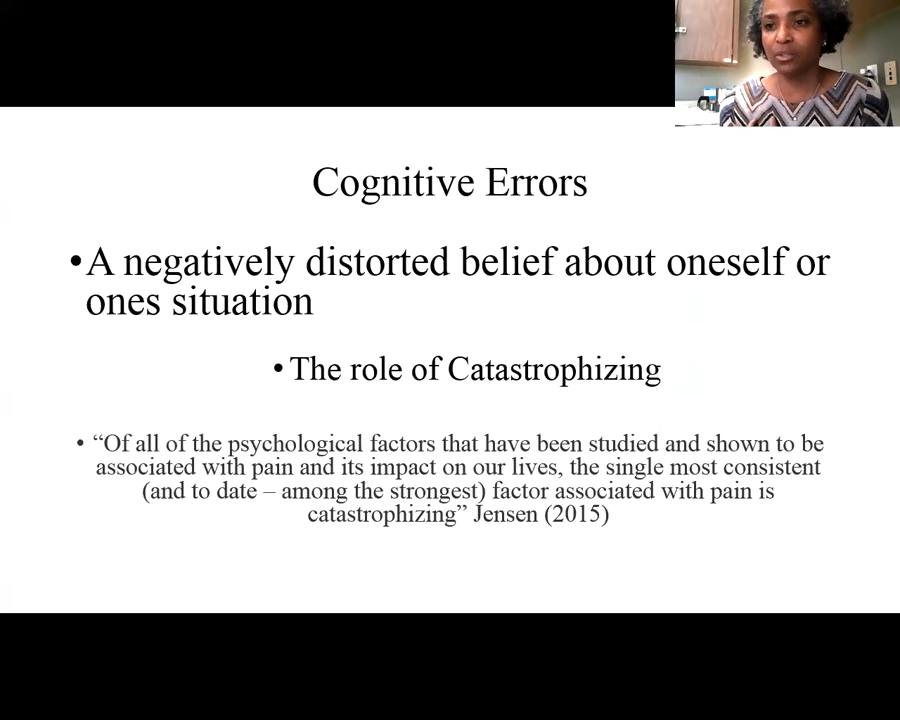 Cognitive Errors
•A negatively distorted belief about oneself or
ones situation
• The role of Catastrophizing
• “Of all of the psychological factors that have been studied and shown to be
associated with pain and its impact on our lives, the single most consistent
(and to date – among the strongest) factor associated with pain is
catastrophizing” Jensen (2015)